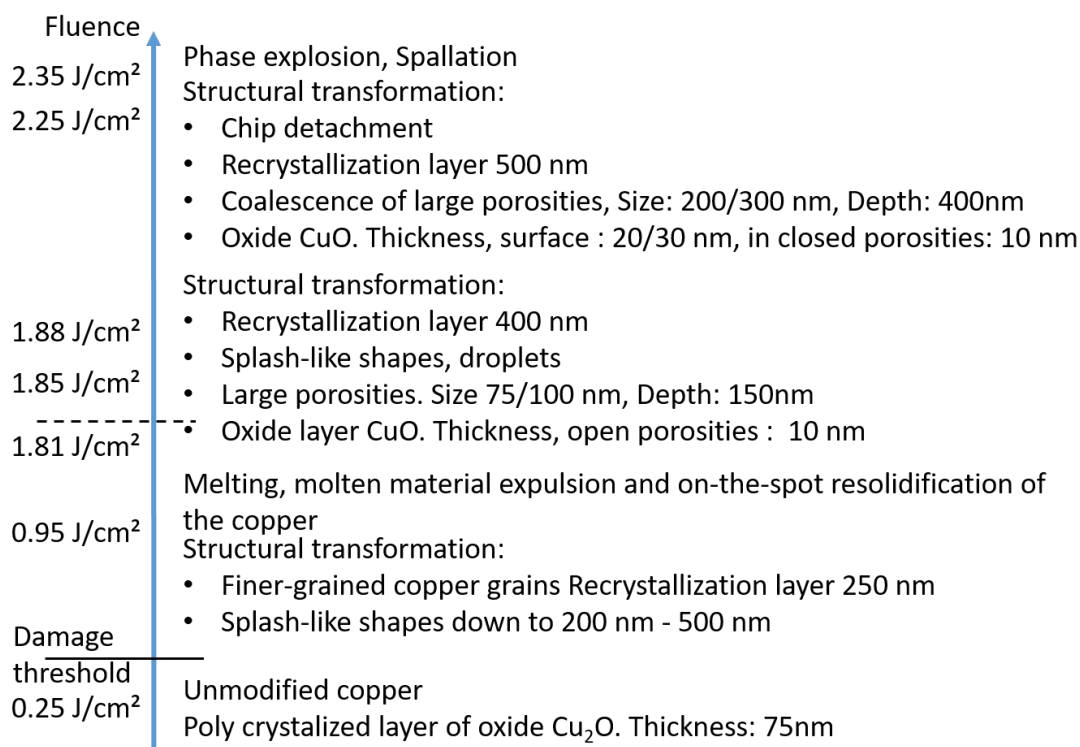 Fluence
2.35 J/cm²
2.25 J/cm²
Phase explosion, Spallation
Structural transformation:
• Chip detachment
• Recrystallization layer 500 nm
• Coalescence of large porosities, Size: 200/300 nm, Depth: 400nm
• Oxide CuO. Thickness, surface : 20/30 nm, in closed porosities: 10 nm
1.88 J/cm²
1.85 J/cm²
1.81 J/cm²
Structural transformation:
• Recrystallization layer 400 nm
• Splash-like shapes, droplets
• Large porosities. Size 75/100 nm, Depth: 150nm
• Oxide layer CuO. Thickness, open porosities : 10 nm
0.95 J/cm²
Melting, molten material expulsion and on-the-spot resolidification of
the copper
Structural transformation:
• Finer-grained copper grains Recrystallization layer 250 nm
• Splash-like shapes down to 200 nm - 500 nm
Damage
threshold
0.25 J/cm²
Unmodified copper
Poly crystalized layer of oxide Cu₂O. Thickness: 75nm